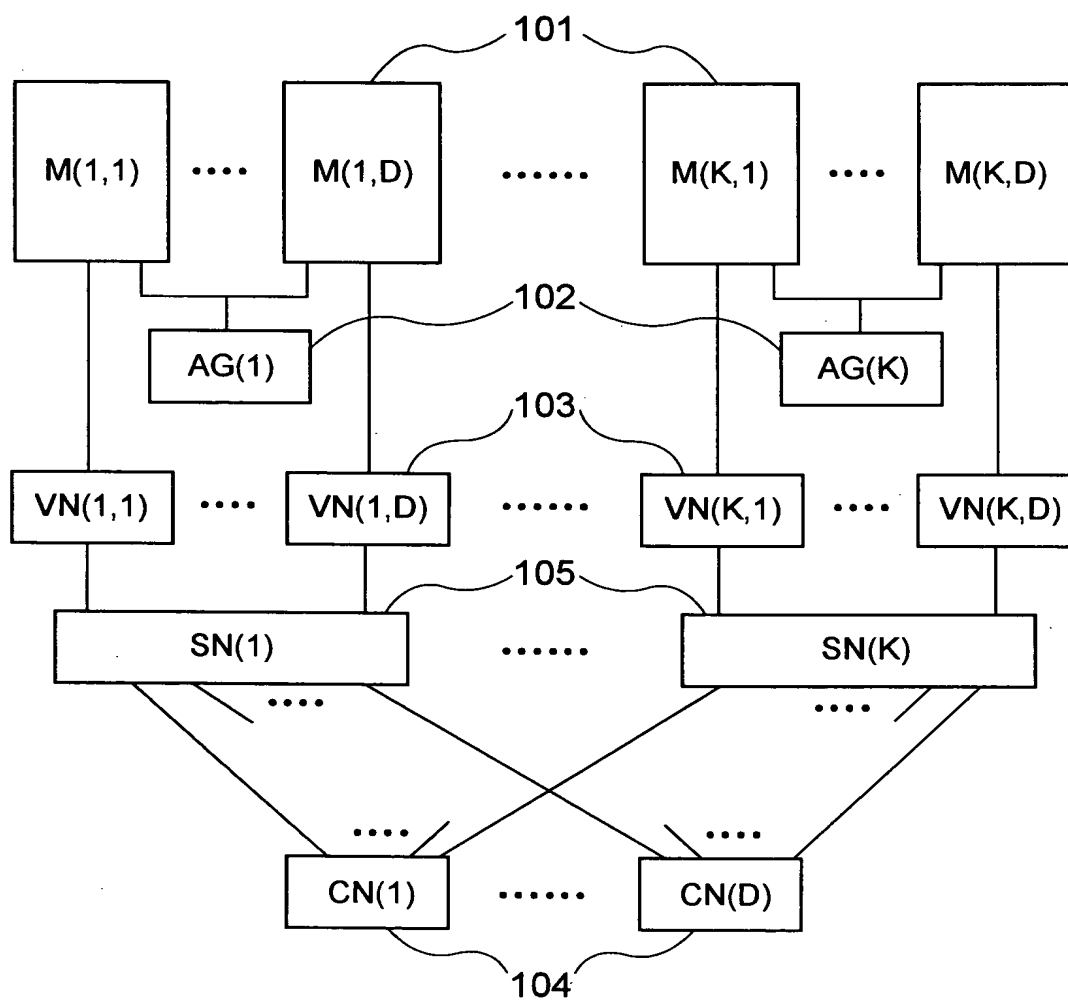 101
M(1,1) •••• M(1,D) •••••• M(K,1) •••• M(K,D)
102
AG(1) AG(K)
103
VN(1,1) •••• VN(1,D) •••••• VN(K,1) •••• VN(K,D)
105
SN(1) •••••• SN(K)
•••• ••••
•••• ••••
CN(1) •••••• CN(D)
104